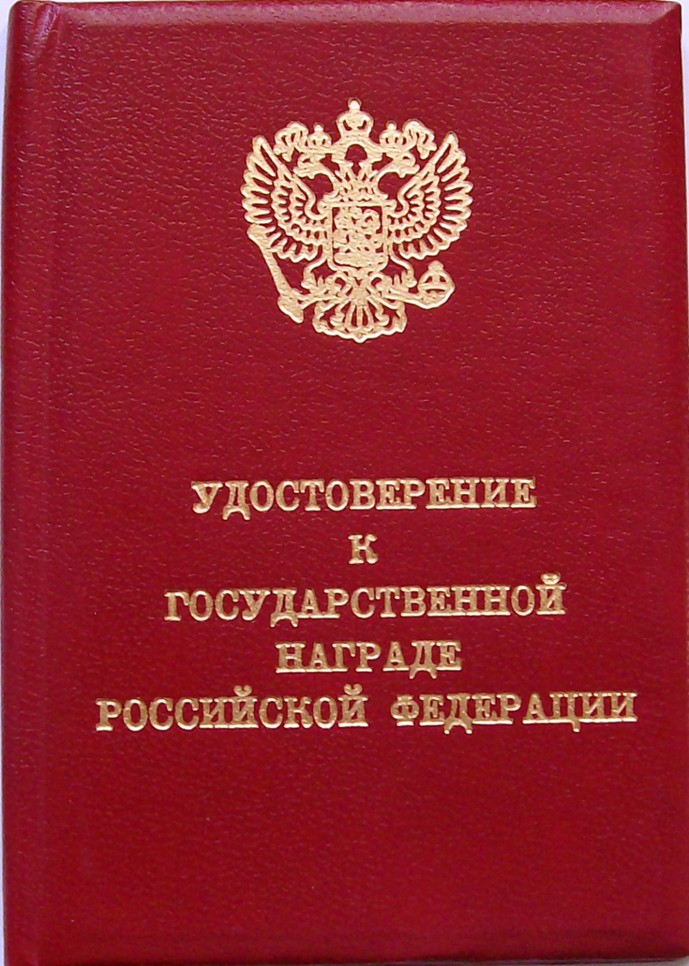 УДОСТОВЕРЕНИЕ
К
ГОСУДАРСТВЕННОЙ
НАГРАДЕ
РОССИЙСКОЙ ФЕДЕРАЦИИ